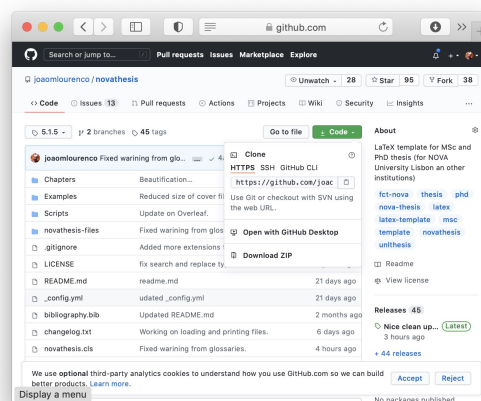 github.com
Search or jump to...
/
Pull requests Issues Marketplace Explore
joaomlourenco / novathesis
Unwatch 28
Star 95
Fork 38
Code
Issues 13
Pull requests
Actions
Projects
Wiki
Security
Insights
...
5.1.5
2 branches
45 tags
Go to file
Code
About
LaTeX template for MSc and
PhD thesis (for NOVA
University Lisbon an other
institutions)
fct-nova thesis phd
nova-thesis latex
latex-template msc
template novathesis
unlthesis
Readme
View license
Releases 45
Nice clean up... Latest
3 hours ago
+ 44 releases
No packages published
Clone
HTTPS SSH GitHub CLI
https://github.com/joac
Use Git or checkout with SVN using
the web URL.
Open with GitHub Desktop
Download ZIP
joaomlourenco Fixed warining from glo... ...
Chapters Beautification...
Examples Reduced size of cover fil
Scripts Update on Overleaf.
novathesis-files Fixed warining from glos
.gitignore Added more extensions
LICENSE fix search and replace ty
README.md readme.md 21 days ago
_config.yml udated _config.yml 21 days ago
bibliography.bib Updated README.md 2 months ago
changelog.txt Working on loading and printing files. 6 days ago
novathesis.cls Fixed warining from glossaries. 4 hours ago
We use optional third-party analytics cookies to understand how you use GitHub.com so we can build
better products. Learn more.
Accept
Reject
Display a menu